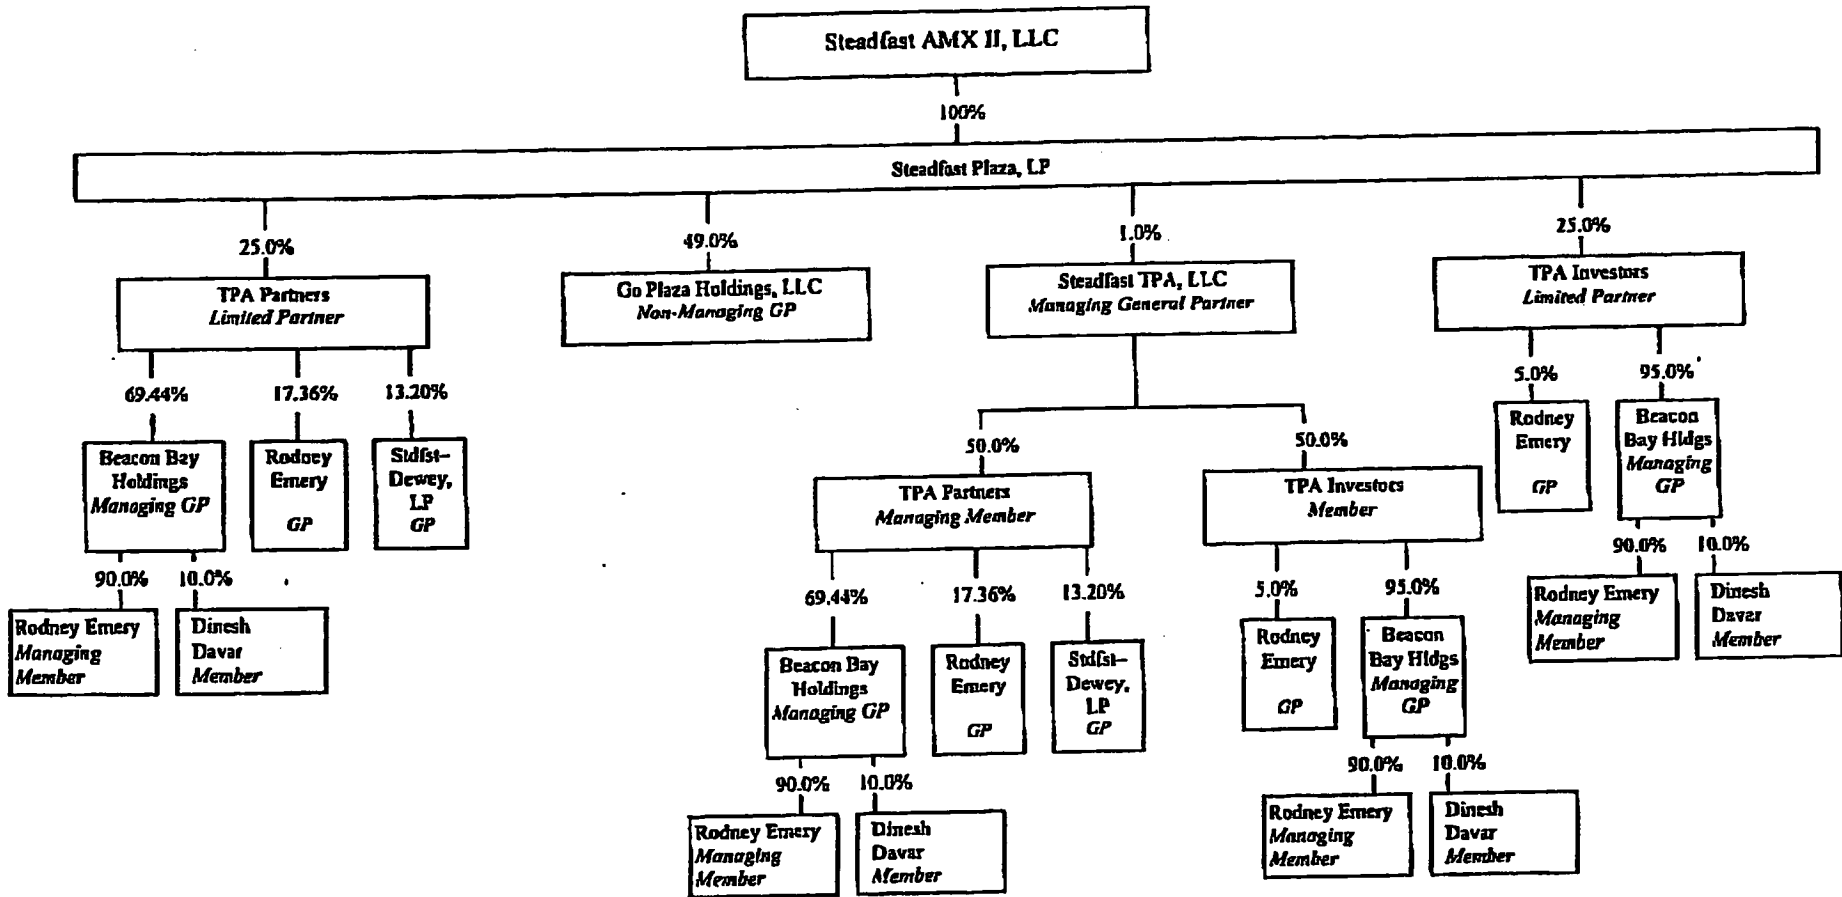 Steadfast AMX II, LLC
100%
Steadfast Plaza, LP
25.0%
49.0%
1.0%
25.0%
TPA Partners
Limited Partner
Go Plaza Holdings, LLC
Non-Managing GP
Steadfast TPA, LLC
Managing General Partner
TPA Investors
Limited Partner
69.44%
17.36%
13.20%
5.0%
95.0%
Beacon Bay
Holdings
Managing GP
Rodney
Emery
GP
Stdfst-
Dewey,
LP
GP
Rodney
Emery
GP
Beacon
Bay Hldgs
Managing
GP
90.0%
10.0%
90.0%
10.0%
Rodney Emery
Managing
Member
Dinesh
Davar
Member
Rodney Emery
Managing
Member
Dinesh
Davar
Member
50.0%
50.0%
TPA Partners
Managing Member
TPA Investors
Member
69.44%
17.36%
13.20%
5.0%
95.0%
Beacon Bay
Holdings
Managing GP
Rodney
Emery
GP
Stdfst-
Dewey,
LP
GP
Rodney
Emery
GP
Beacon
Bay Hldgs
Managing
GP
90.0%
10.0%
90.0%
10.0%
Rodney Emery
Managing
Member
Dinesh
Davar
Member
Rodney Emery
Managing
Member
Dinesh
Davar
Member